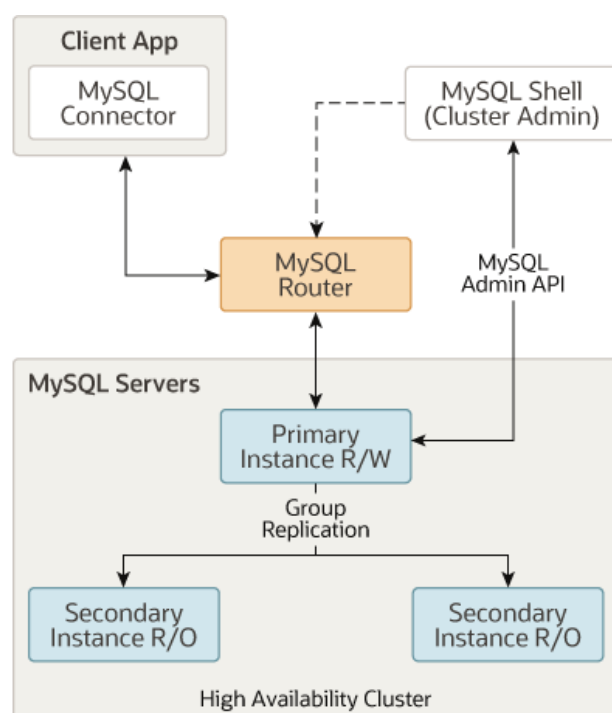 Client App
MySQL
Connector
MySQL Shell
(Cluster Admin)
MySQL
Router
MySQL
Admin API
MySQL Servers
Primary
Instance R/W
Group
Replication
Secondary
Instance R/O
Secondary
Instance R/O
High Availability Cluster